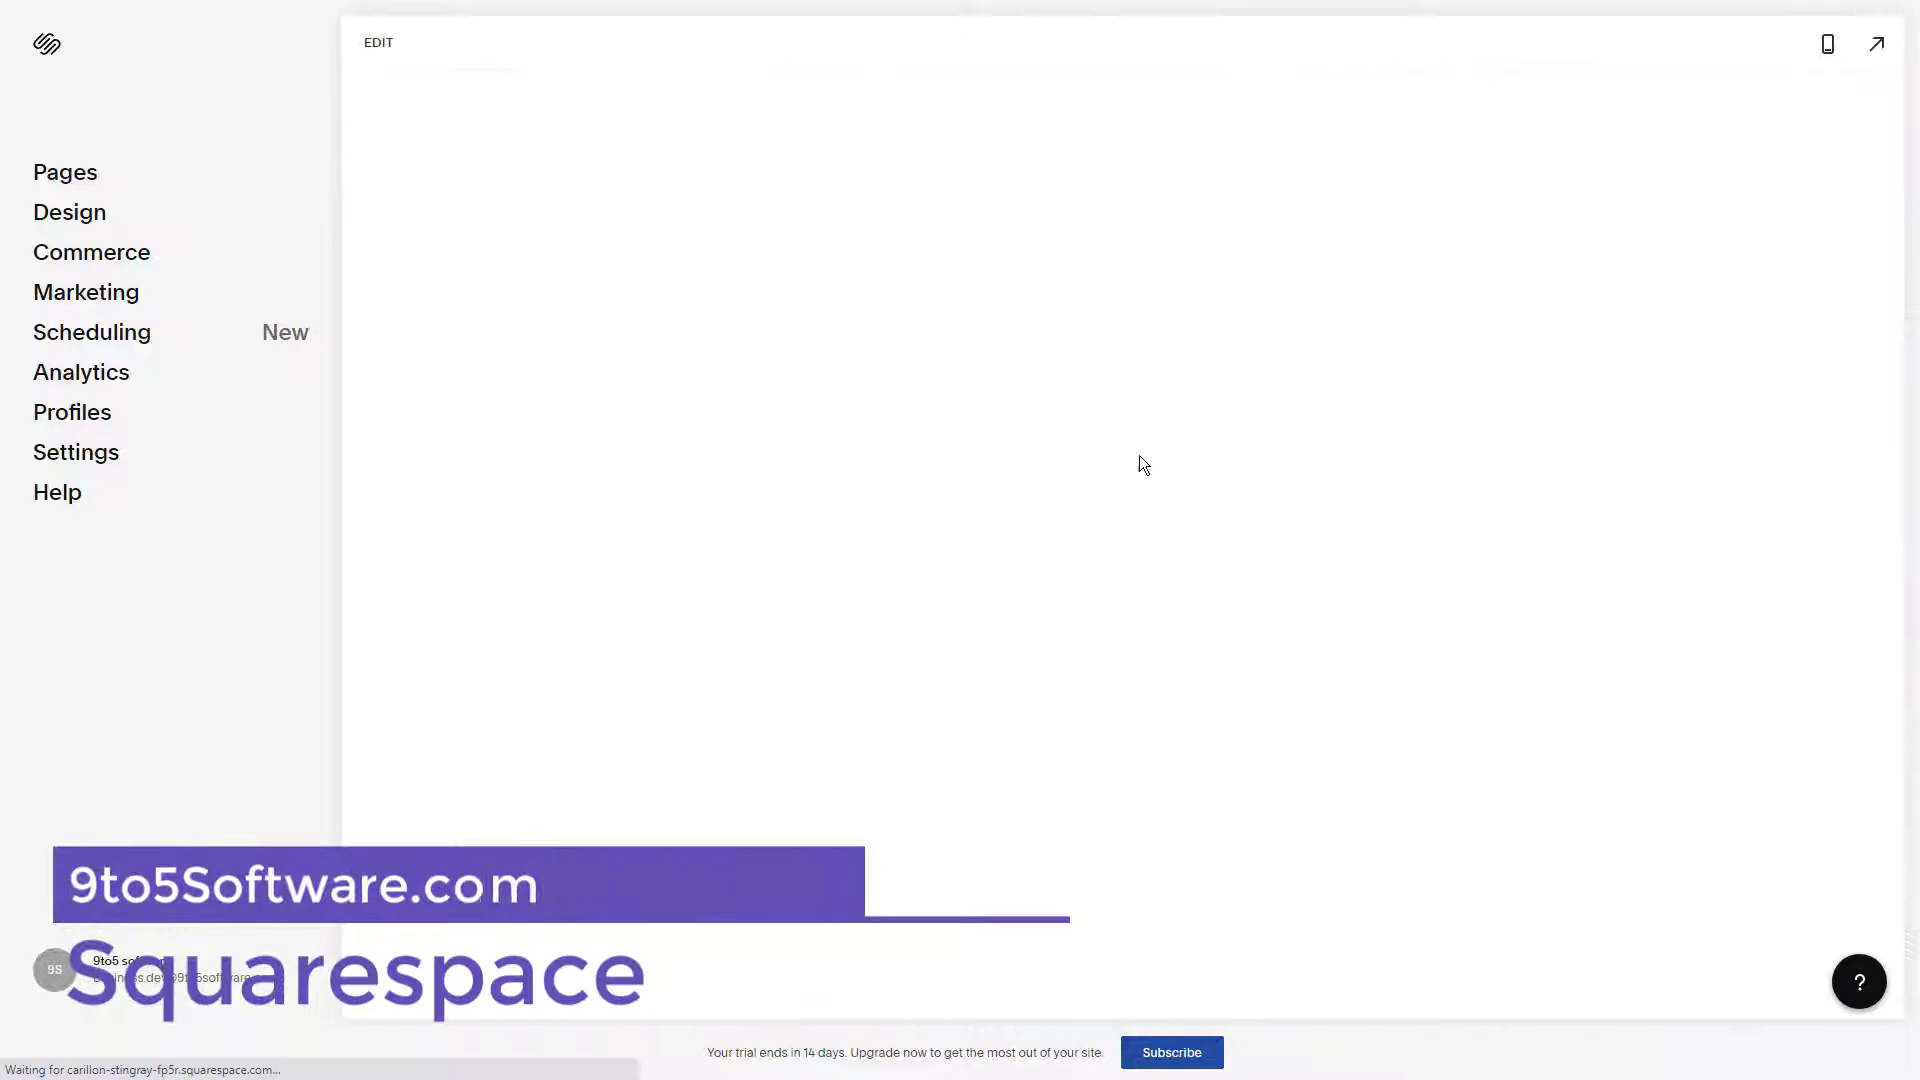 EDIT
Pages
Design
Commerce
Marketing
Scheduling New
Analytics
Profiles
Settings
Help
9to5Software.com
9S
9to5
Squarespace
Your trial ends in 14 days. Upgrade now to get the most out of your site.
Subscribe
?
Waiting for carillon-stingray-fp5r.squarespace.com...